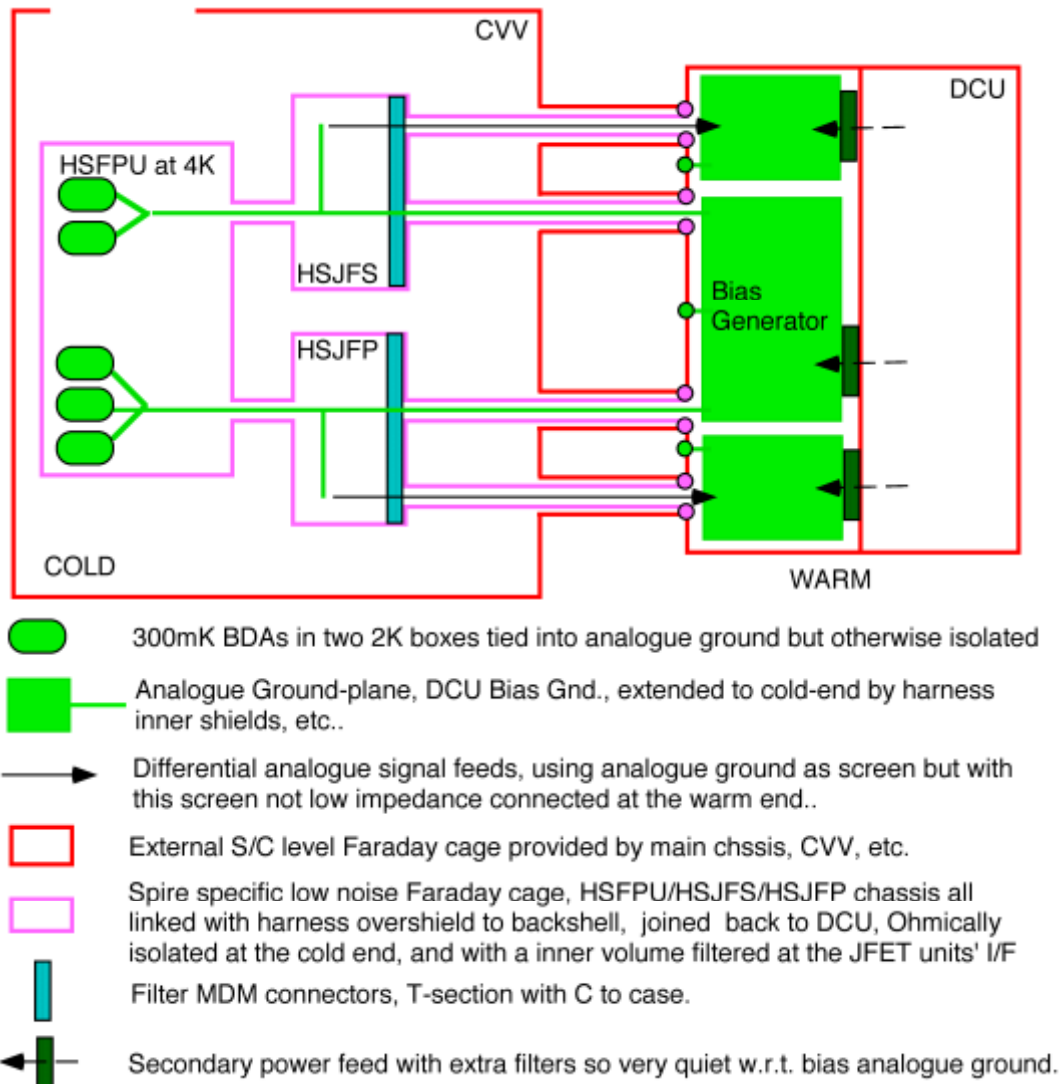 CVV
DCU
HSFPU at 4K
HSJFS
Bias
Generator
HSJFP
COLD
WARM
300mK BDAs in two 2K boxes tied into analogue ground but otherwise isolated
Analogue Ground-plane, DCU Bias Gnd., extended to cold-end by harness
inner shields, etc..
Differential analogue signal feeds, using analogue ground as screen but with
this screen not low impedance connected at the warm end..
External S/C level Faraday cage provided by main chssis, CVV, etc.
Spire specific low noise Faraday cage, HSFPU/HSJFS/HSJFP chassis all
linked with harness overshield to backshell, joined back to DCU, Ohmically
isolated at the cold end, and with a inner volume filtered at the JFET units' I/F
Filter MDM connectors, T-section with C to case.
Secondary power feed with extra filters so very quiet w.r.t. bias analogue ground.